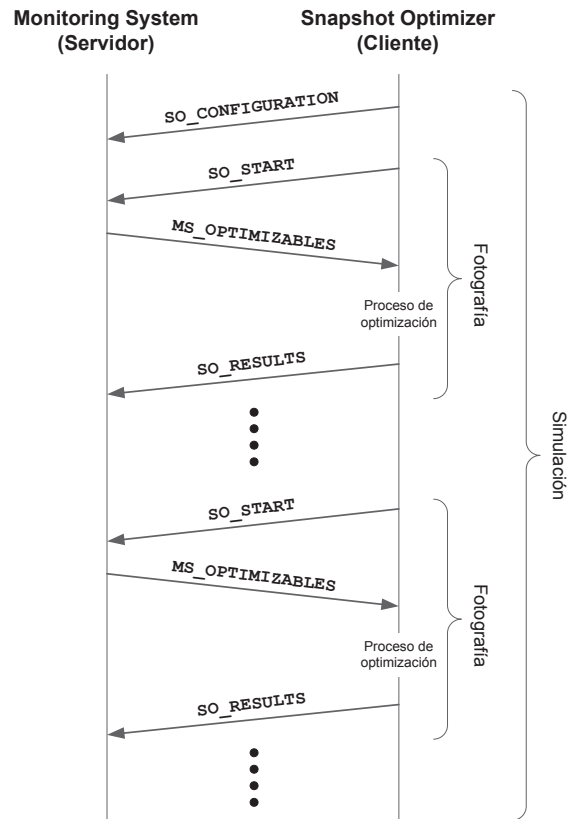 Monitoring System
(Servidor)
Snapshot Optimizer
(Cliente)
SO_CONFIGURATION
SO_START
MS_OPTIMIZABLES
Proceso de
optimización
Fotografía
SO_RESULTS
Simulación
SO_START
MS_OPTIMIZABLES
Proceso de
optimización
Fotografía
SO_RESULTS